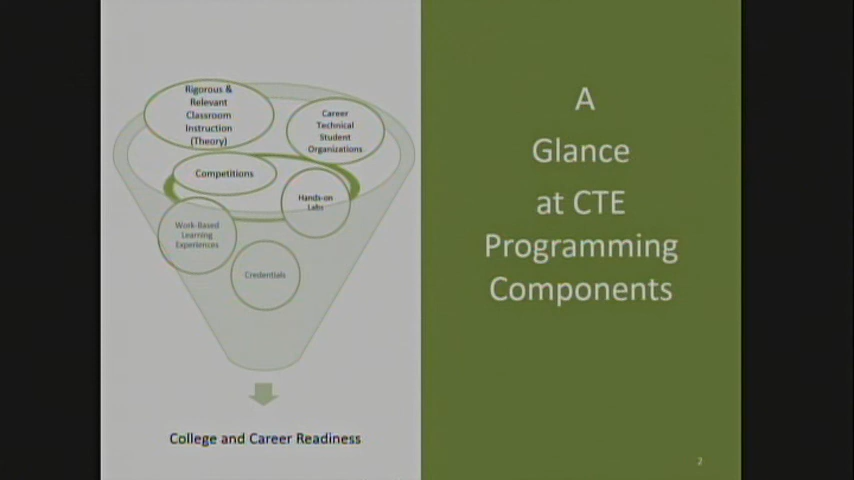 Rigorous &
Relevant
Classroom
Instruction
(Theory)
Career
Technical
Student
Organizations
Competitions
Hands-on
Labs
Work-Based
Learning
Experiences
Credentials
College and Career Readiness
A
Glance
at CTE
Programming
Components
2